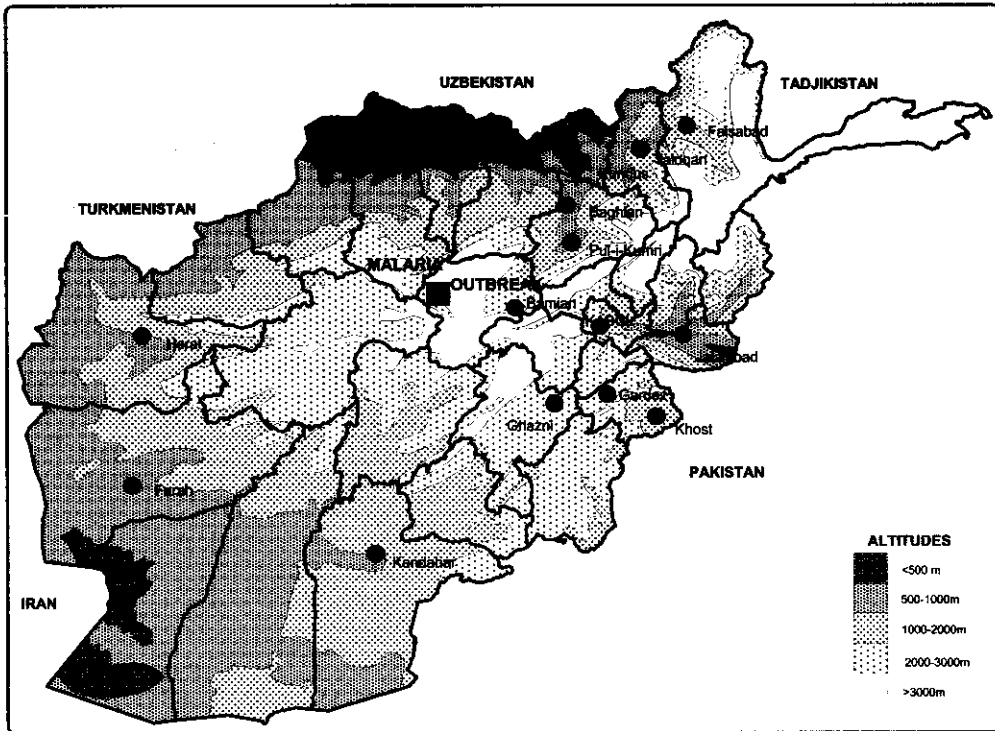 UZBEKISTAN
TADJIKISTAN
Faisabad
TURKMENISTAN
Baghlan
Pul-i-Kumri
MALARIA
OUTBREAK
Bamian
Herat
Gardez
Ghazni
Khost
PAKISTAN
Farah
Kandahar
IRAN
ALTITUDES
<500 m
500-1000m
1000-2000m
2000-3000m
>3000m